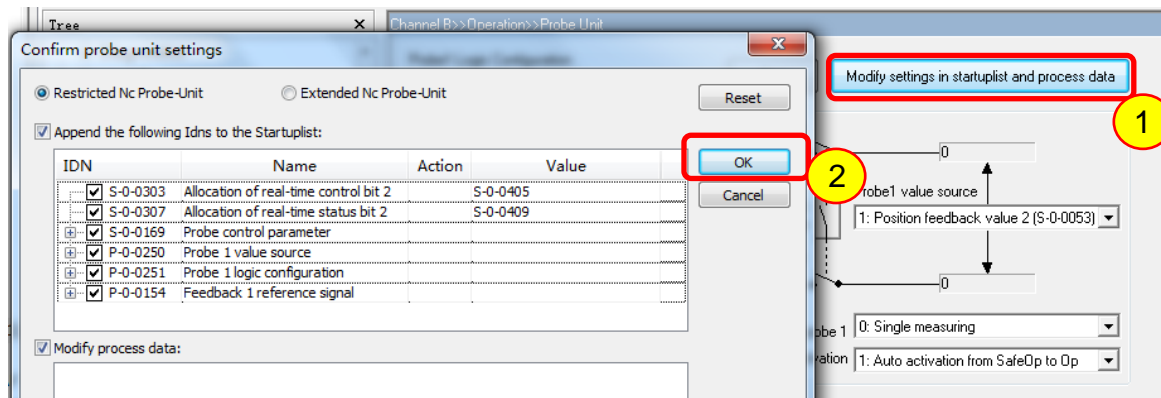 Tree
Channel B>>Operation>>Probe Unit
Confirm probe unit settings
Restricted Nc Probe-Unit
Extended Nc Probe-Unit
Reset
Modify settings in startuplist and process data
1
Append the following Idns to the Startuplist:
IDN Name Action Value
OK
Cancel
2
S-0-0303 Allocation of real-time control bit 2 S-0-0405
S-0-0307 Allocation of real-time status bit 2 S-0-0409
S-0-0169 Probe control parameter
P-0-0250 Probe 1 value source
P-0-0251 Probe 1 logic configuration
P-0-0154 Feedback 1 reference signal
0
robe1 value source
1: Position feedback value 2 (S-0-0053)
0
obe 1 0: Single measuring
vation 1: Auto activation from SafeOp to Op
Modify process data: